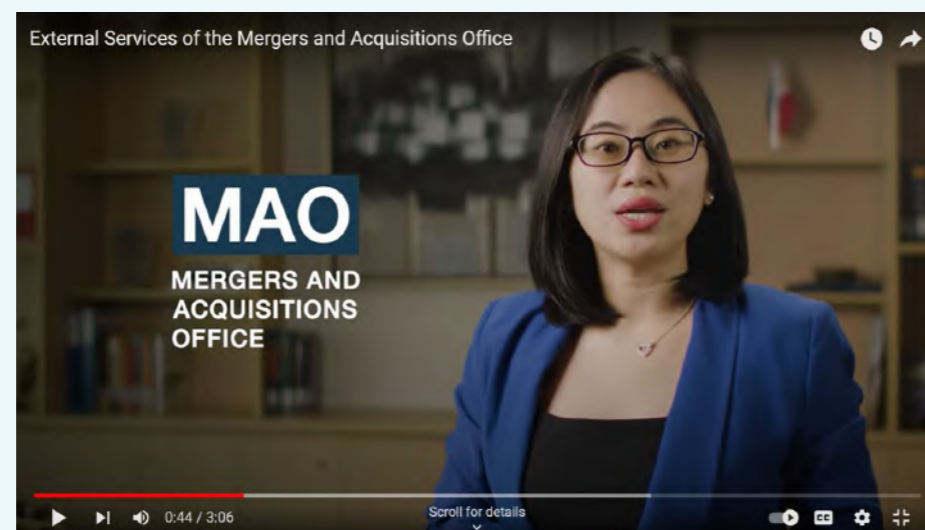 External Services of the Mergers and Acquisitions Office
MAO
MERGERS AND
ACQUISITIONS
OFFICE
0:44 / 3:06
Scroll for details
CC